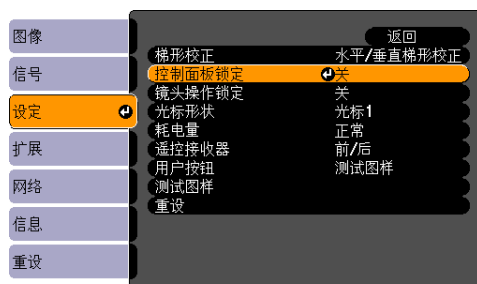 图像
信号
设定
扩展
网络
信息
重设
返回
梯形校正 水平/垂直梯形校正
控制面板锁定 关
镜头操作锁定 关
光标形状 光标1
耗电量 正常
遥控接收器 前/后
用户按钮 测试图样
测试图样
重设